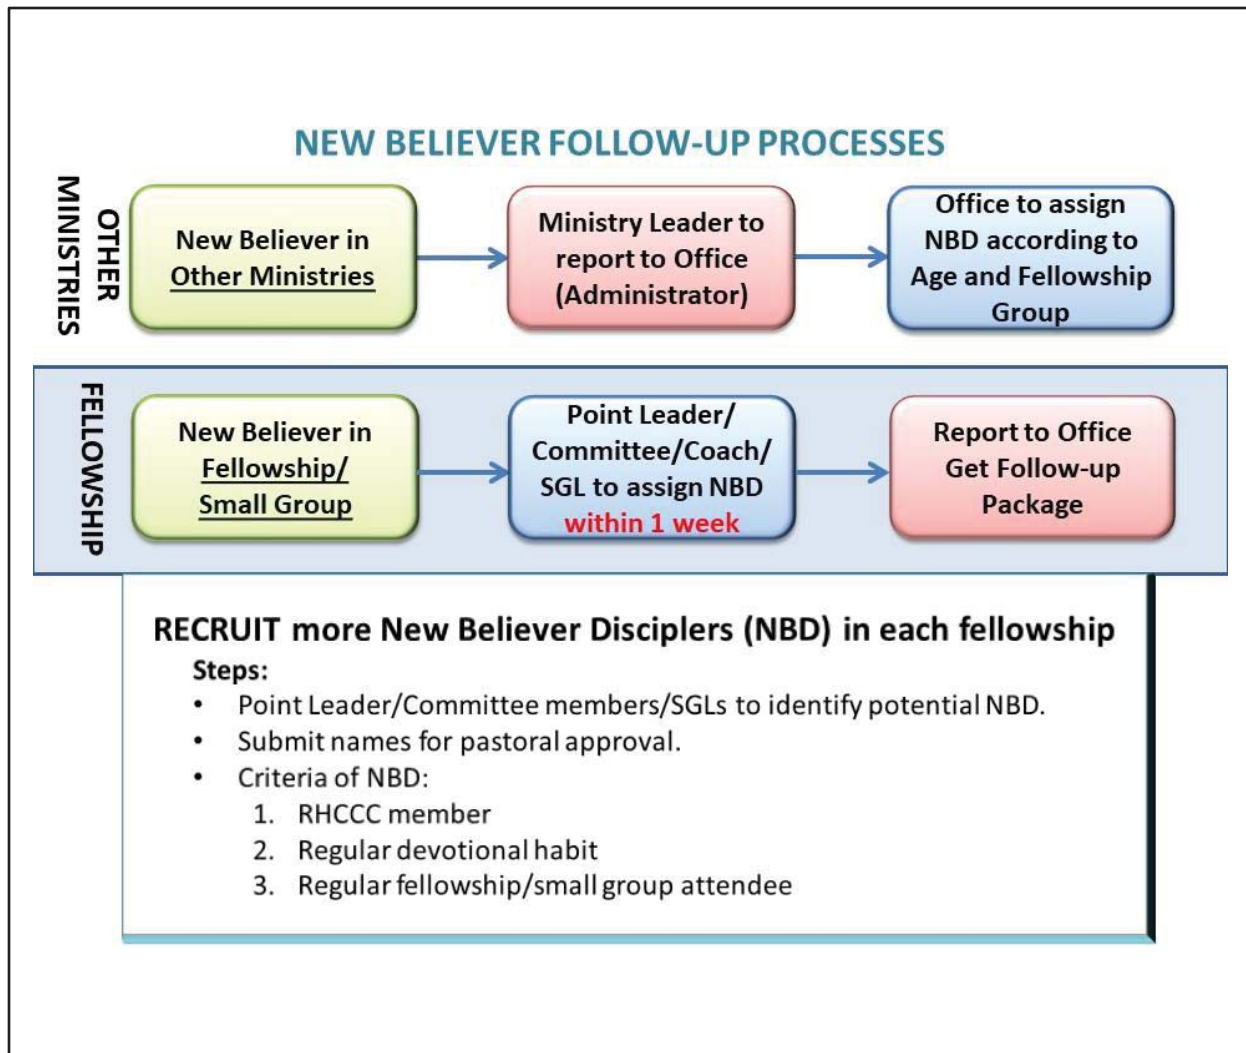 NEW BELIEVER FOLLOW-UP PROCESSES
OTHER
MINISTRIES
New Believer in
Other Ministries
Ministry Leader to
report to Office
(Administrator)
Office to assign
NBD according to
Age and Fellowship
Group
FELLOWSHIP
New Believer in
Fellowship/
Small Group
Point Leader/
Committee/Coach/
SGL to assign NBD
within 1 week
Report to Office
Get Follow-up
Package
RECRUIT more New Believer Disciplers (NBD) in each fellowship
Steps:
• Point Leader/Committee members/SGLs to identify potential NBD.
• Submit names for pastoral approval.
• Criteria of NBD:
1. RHCCC member
2. Regular devotional habit
3. Regular fellowship/small group attendee